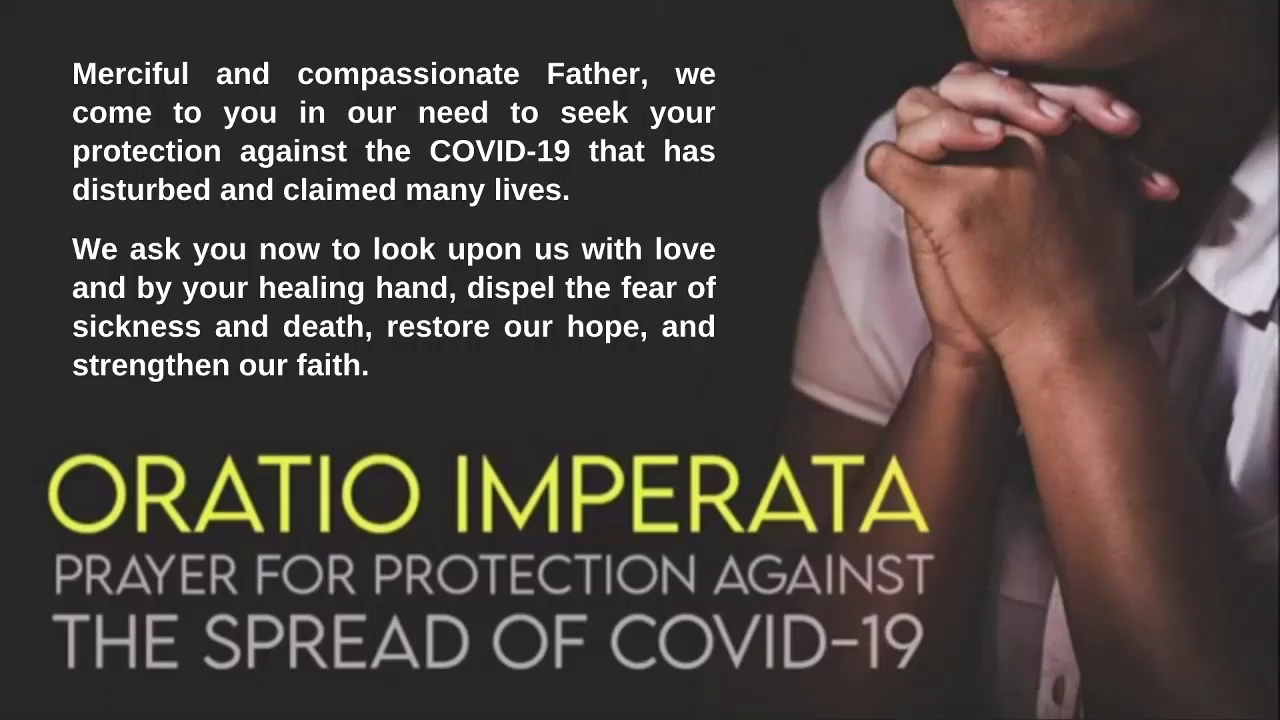 Merciful and compassionate Father, we
come to you in our need to seek your
protection against the COVID-19 that has
disturbed and claimed many lives.
We ask you now to look upon us with love
and by your healing hand, dispel the fear of
sickness and death, restore our hope, and
strengthen our faith.
ORATIO IMPERATA
PRAYER FOR PROTECTION AGAINST
THE SPREAD OF COVID-19